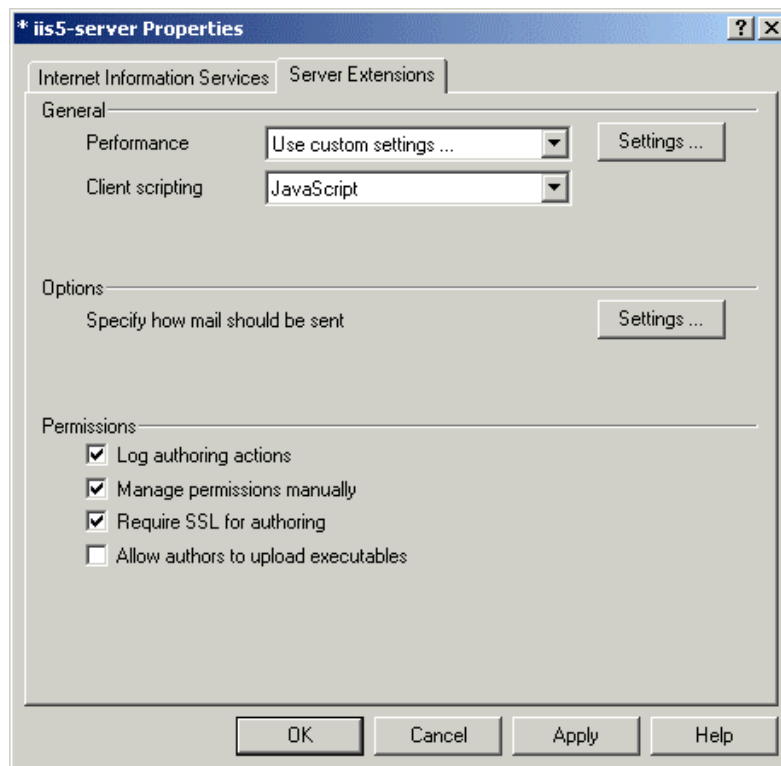 * iis5-server Properties
Internet Information Services Server Extensions
General
Performance Use custom settings ... Settings ...
Client scripting JavaScript
Options
Specify how mail should be sent Settings ...
Permissions
Log authoring actions
Manage permissions manually
Require SSL for authoring
Allow authors to upload executables
OK Cancel Apply Help